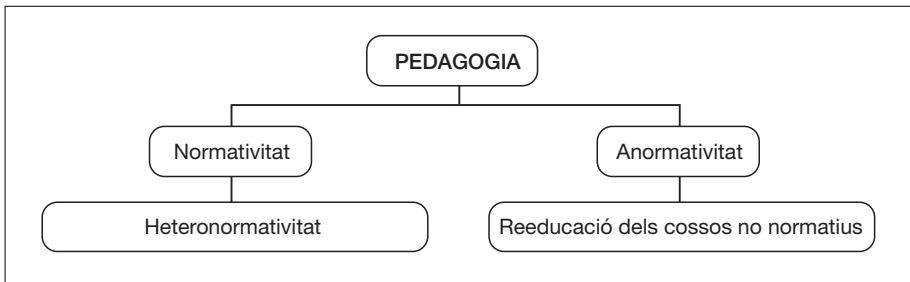 PEDAGOGIA
Normativitat
Anormativitat
Heteronormativitat
Reeducació dels cossos no normatius